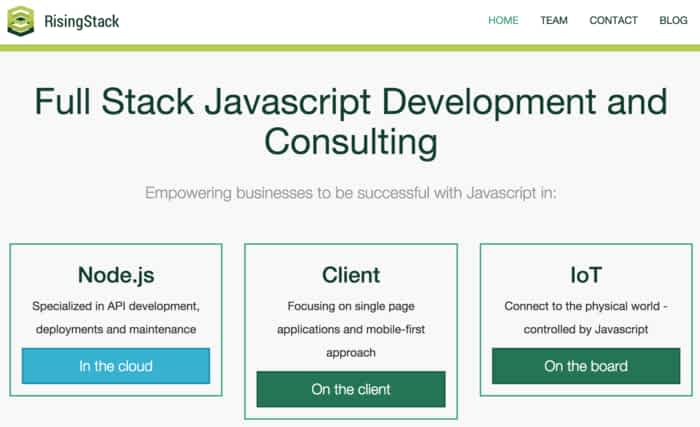 RisingStack
HOME TEAM CONTACT BLOG
Full Stack Javascript Development and
Consulting
Empowering businesses to be successful with Javascript in:
Node.js
Specialized in API development,
deployments and maintenance
In the cloud
Client
Focusing on single page
applications and mobile-first
approach
On the client
IoT
Connect to the physical world -
controlled by Javascript
On the board